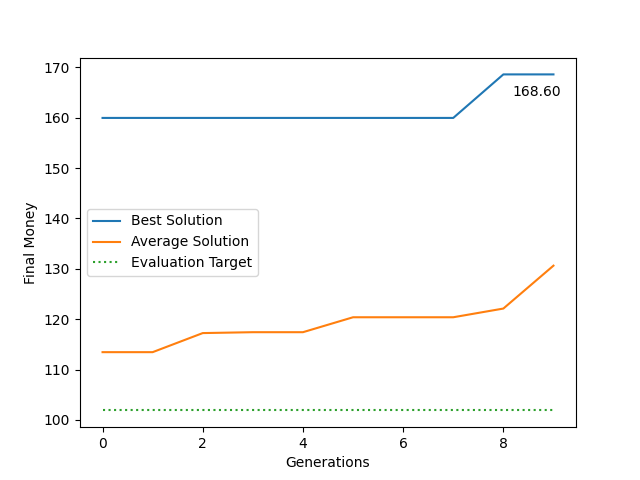 170
160
150
140
130
120
110
100
Final Money
168.60
Best Solution
Average Solution
Evaluation Target
0 2 4 6 8
Generations